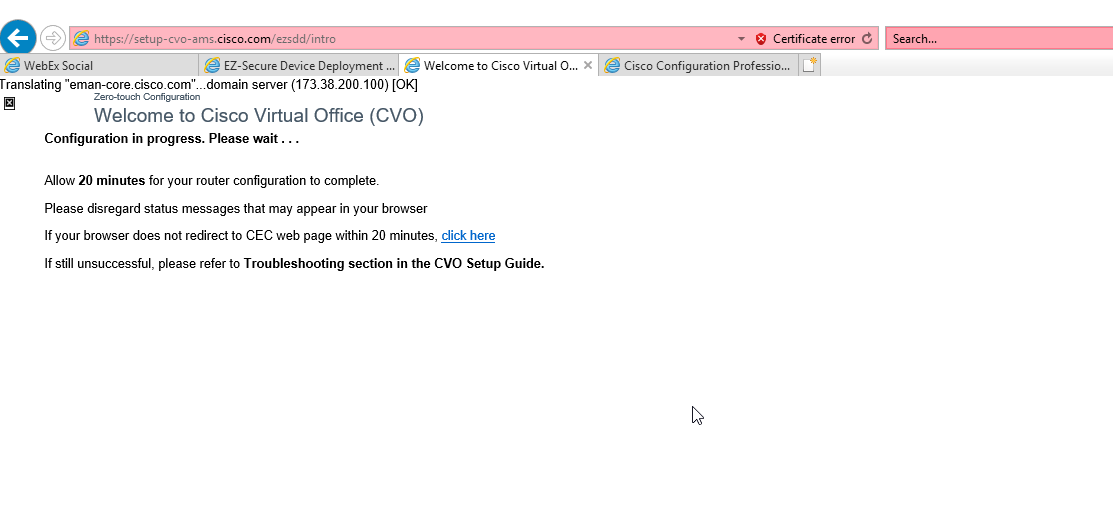 https://setup-cvo-ams.cisco.com/ezsdd/intro
Certificate error
Search...
WebEx Social
EZ-Secure Device Deployment ...
Welcome to Cisco Virtual O...
Cisco Configuration Professio...
Translating "eman-core.cisco.com"...domain server (173.38.200.100) [OK]
Zero-touch Configuration
Welcome to Cisco Virtual Office (CVO)
Configuration in progress. Please wait . . .
Allow 20 minutes for your router configuration to complete.
Please disregard status messages that may appear in your browser
If your browser does not redirect to CEC web page within 20 minutes, click here
If still unsuccessful, please refer to Troubleshooting section in the CVO Setup Guide.